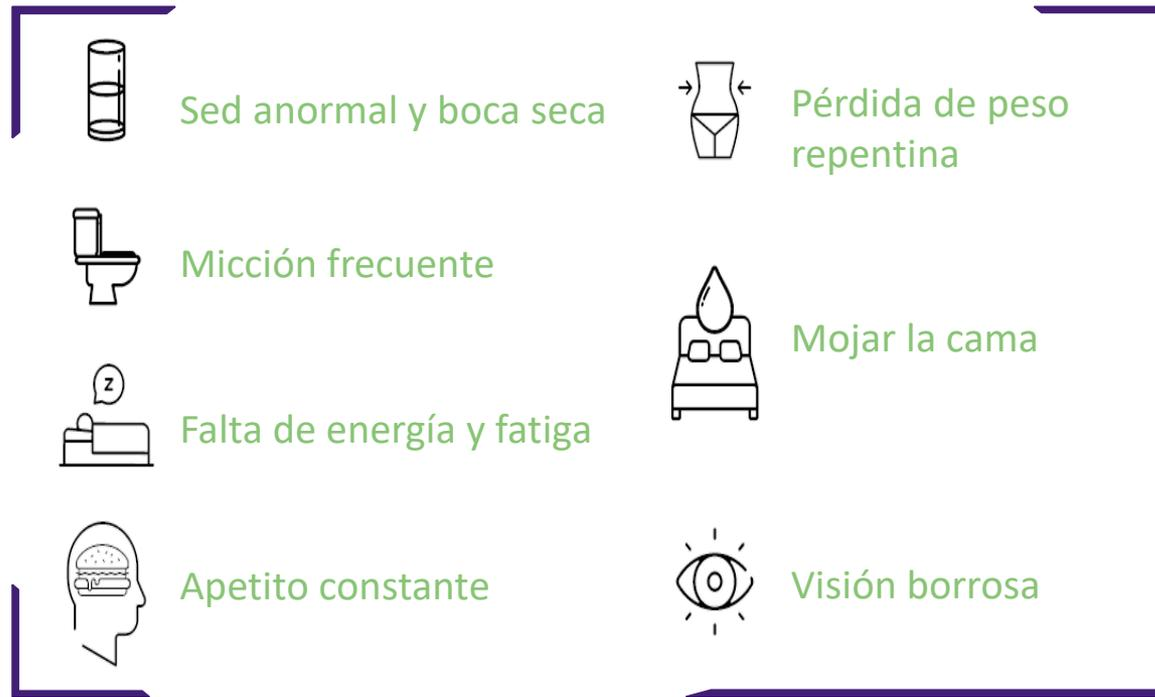 Sed anormal y boca seca
Micción frecuente
Z
Falta de energía y fatiga
Apetito constante
Pérdida de peso
repentina
Mojar la cama
Visión borrosa